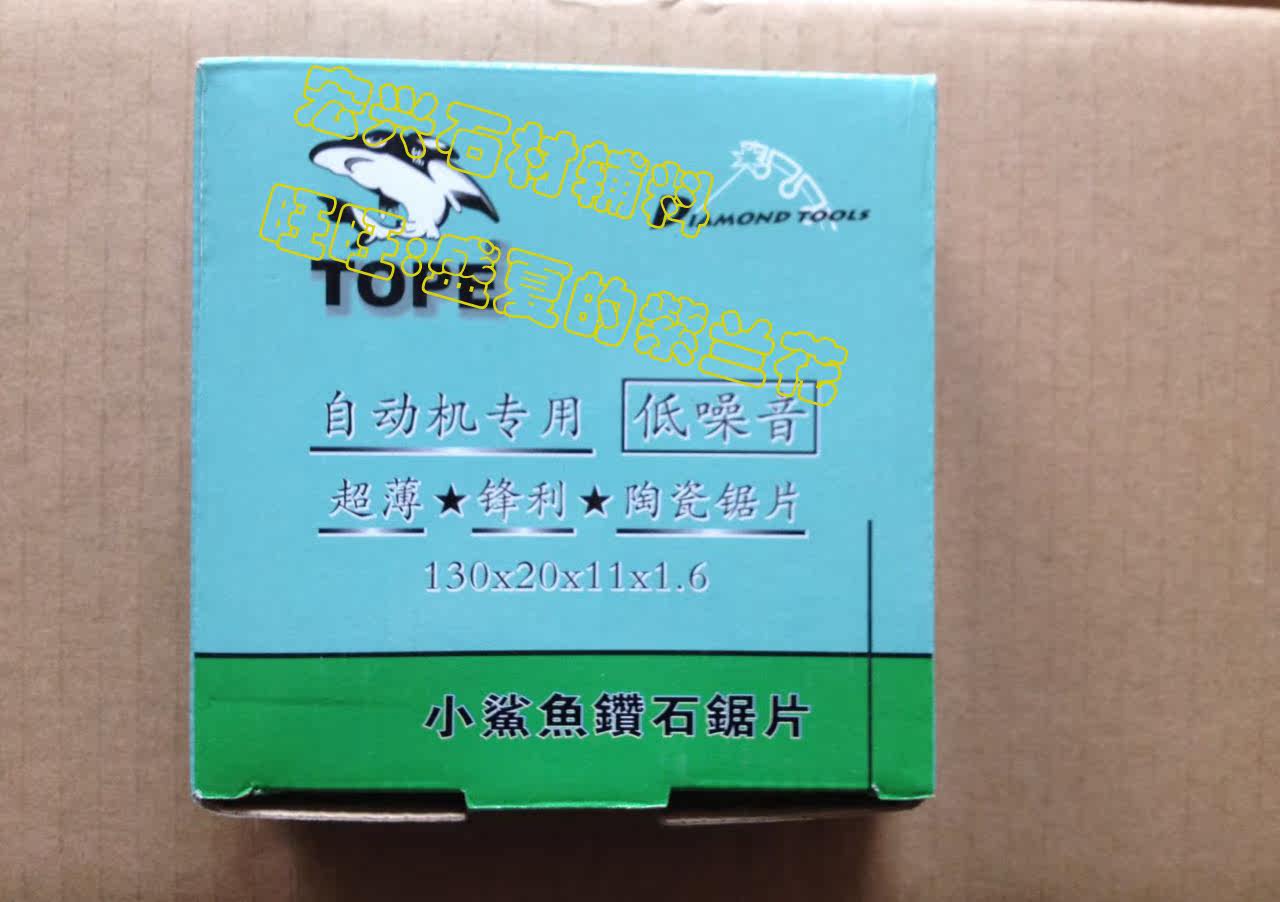 宏兴石材辅料
旺旺:盛夏的紫兰花
DIAMOND TOOLS
TOPE
自动机专用 低噪音
超薄★锋利★陶瓷锯片
130x20x11x1.6
小鯊魚鑽石鋸片